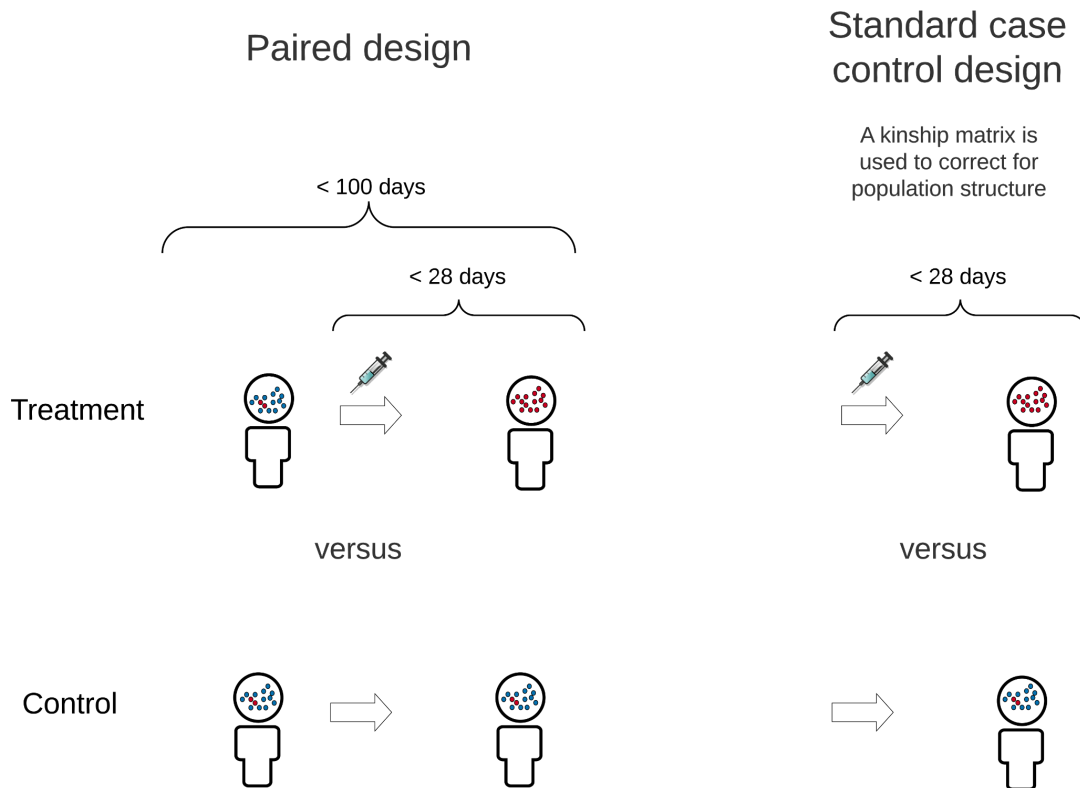 Paired design
Standard case
control design
A kinship matrix is
used to correct for
population structure
< 100 days
< 28 days
< 28 days
Treatment
versus
versus
Control